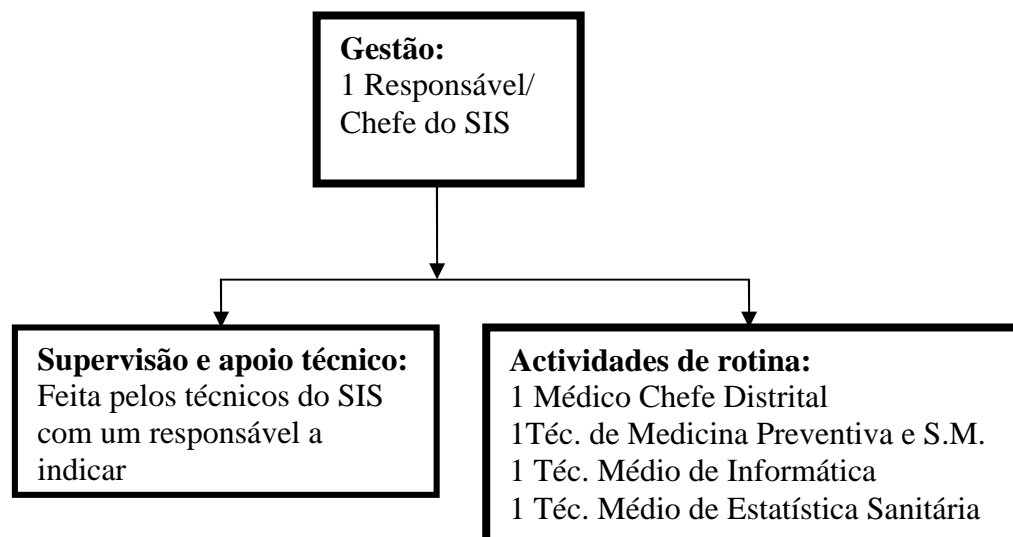 Gestão:
1 Responsável/
Chefe do SIS
Supervisão e apoio técnico:
Feita pelos técnicos do SIS
com um responsável a
indicar
Actividades de rotina:
1 Médico Chefe Distrital
1Téc. de Medicina Preventiva e S.M.
1 Téc. Médio de Informática
1 Téc. Médio de Estatística Sanitária